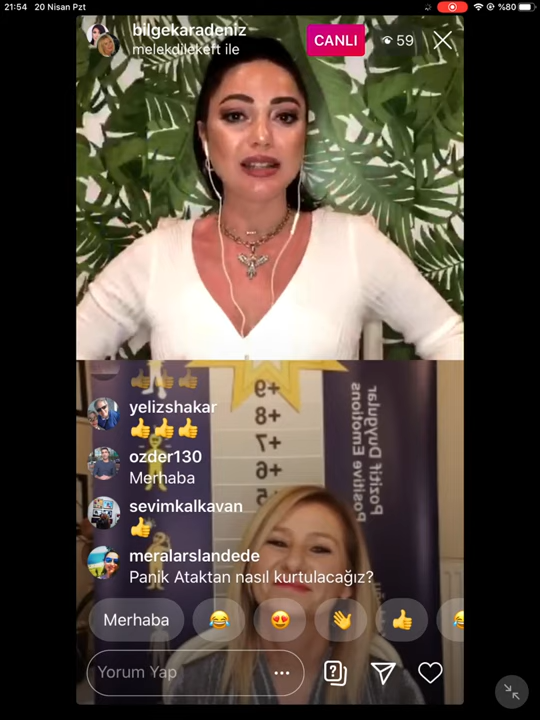 21:54 20 Nisan Pzt
%80
bilgekaradeniz
melekdilekeft ile
CANLI
59
+9
+8
+7
+6
Positive Emotions
Pozitif Duygular
yelizshakar
👍👍👍
ozder130
Merhaba
sevimkalkavan
👍
meralarslandede
Panik Ataktan nasıl kurtulacağız?
Merhaba 😂 😍 👋 👍 😂
Yorum Yap ...